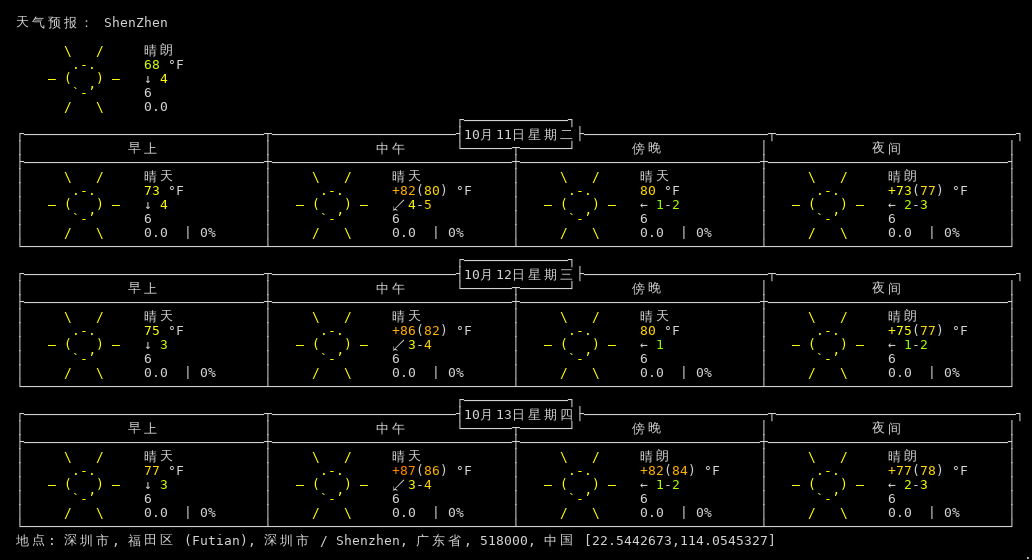 天气预报： ShenZhen
晴朗
68 °F
↓ 4
6
0.0
10月11日星期二
早上 中午 傍晚 夜间
晴天 晴天 晴天 晴朗
73 °F +82(80) °F 80 °F +73(77) °F
↓ 4 ↙ 4-5 ← 1-2 ← 2-3
6 6 6 6
0.0 | 0% 0.0 | 0% 0.0 | 0% 0.0 | 0%
10月12日星期三
早上 中午 傍晚 夜间
晴天 晴天 晴天 晴朗
75 °F +86(82) °F 80 °F +75(77) °F
↓ 3 ↙ 3-4 ← 1 ← 1-2
6 6 6 6
0.0 | 0% 0.0 | 0% 0.0 | 0% 0.0 | 0%
10月13日星期四
早上 中午 傍晚 夜间
晴天 晴天 晴朗 晴朗
77 °F +87(86) °F +82(84) °F +77(78) °F
↓ 3 ↙ 3-4 ← 1-2 ← 2-3
6 6 6 6
0.0 | 0% 0.0 | 0% 0.0 | 0% 0.0 | 0%
地点: 深圳市, 福田区 (Futian), 深圳市 / Shenzhen, 广东省, 518000, 中国 [22.5442673,114.0545327]